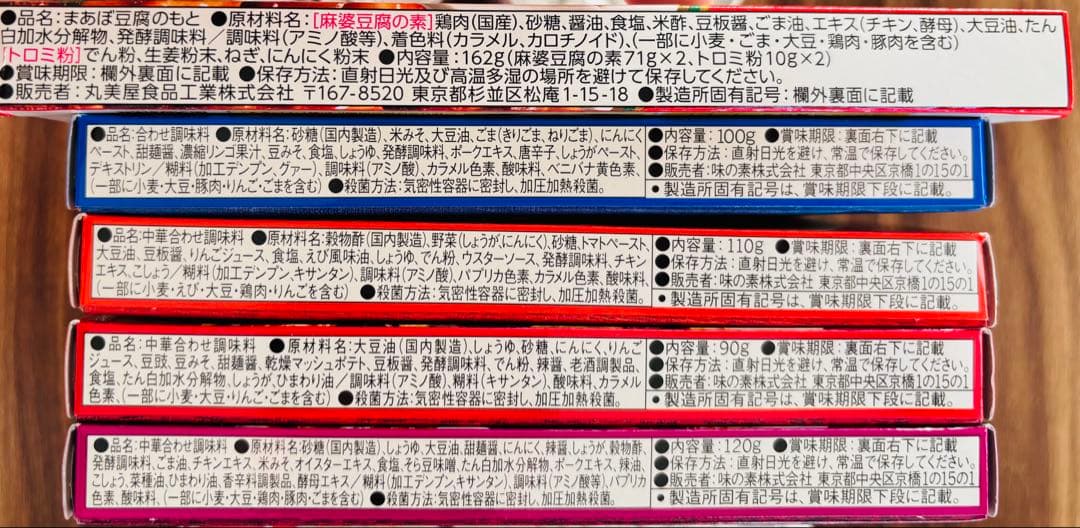 ●品名：まあぼ豆腐のもと ●原材料名：[麻婆豆腐の素]鶏肉(国産)、砂糖、醤油、食塩、米酢、豆板醤、ごま油、エキス(チキン、酵母)、大豆油、たん
白加水分解物、発酵調味料／調味料(アミノ酸等)、着色料(カラメル、カロチノイド)、(一部に小麦・ごま・大豆・鶏肉・豚肉を含む)
[トロミ粉]でん粉、生姜粉末、ねぎ、にんにく粉末 ●内容量：162g(麻婆豆腐の素71g×2、トロミ粉10g×2)
●賞味期限：欄外裏面に記載 ●保存方法：直射日光及び高温多湿の場所を避けて保存してください。
●販売者：丸美屋食品工業株式会社 〒167-8520 東京都杉並区松庵1-15-18 ●製造所固有記号：欄外裏面に記載
●品名：合わせ調味料 ●原材料名：砂糖(国内製造)、米みそ、大豆油、ごま(きりごま、ねりごま)、にんにく
ペースト、甜麺醤、濃縮リンゴ果汁、豆みそ、食塩、しょうゆ、発酵調味料、ポークエキス、唐辛子、しょうがペースト、
デキストリン／糊料(加工デンプン、グァー)、調味料(アミノ酸)、カラメル色素、酸味料、ベニバナ黄色素、
(一部に小麦・大豆・豚肉・りんご・ごまを含む) ●殺菌方法：気密性容器に密封し、加圧加熱殺菌。
●内容量：100g ●賞味期限：裏面右下に記載
●保存方法：直射日光を避け、常温で保存してください。
●販売者：味の素株式会社 東京都中央区京橋1の15の1
・製造所固有記号は、賞味期限下段に記載。
●品名：中華合わせ調味料 ●原材料名：穀物酢(国内製造)、野菜(しょうが、にんにく)、砂糖、トマトペースト、
大豆油、豆板醤、りんごジュース、食塩、えび風味油、しょうゆ、でん粉、ウスターソース、発酵調味料、チキン
エキス、こしょう／糊料(加工デンプン、キサンタン)、調味料(アミノ酸)、パプリカ色素、カラメル色素、酸味料、
(一部に小麦・えび・大豆・鶏肉・りんごを含む) ●殺菌方法：気密性容器に密封し、加圧加熱殺菌。
●内容量：110g ●賞味期限：裏面右下に記載
●保存方法：直射日光を避け、常温で保存してください。
●販売者：味の素株式会社 東京都中央区京橋1の15の1
・製造所固有記号は、賞味期限下段に記載。
●品名：中華合わせ調味料 ●原材料名：大豆油(国内製造)、しょうゆ、砂糖、にんにく、りんご
ジュース、豆豉、豆みそ、甜麺醤、乾燥マッシュポテト、豆板醤、発酵調味料、でん粉、辣醤、老酒調製品、
食塩、たん白加水分解物、しょうが、ひまわり油／調味料(アミノ酸)、糊料(キサンタン)、酸味料、カラメル
色素、(一部に小麦・大豆・りんご・ごまを含む) ●殺菌方法：気密性容器に密封し、加圧加熱殺菌。
●内容量：90g ●賞味期限：裏面右下に記載
●保存方法：直射日光を避け、常温で保存してください。
●販売者：味の素株式会社 東京都中央区京橋1の15の1
・製造所固有記号は、賞味期限下段に記載。
●品名：中華合わせ調味料 ●原材料名：砂糖(国内製造)、しょうゆ、大豆油、甜麺醤、にんにく、辣醤、しょうが、穀物酢、
発酵調味料、ごま油、チキンエキス、米みそ、オイスターエキス、食塩、そら豆味噌、たん白加水分解物、ポークエキス、辣油、
こしょう、菜種油、ひまわり油、香辛料調製品、酵母エキス／糊料(加工デンプン、キサンタン)、調味料(アミノ酸等)、パプリカ
色素、酸味料、(一部に小麦・大豆・鶏肉・豚肉・ごまを含む) ●殺菌方法：気密性容器に密封し、加圧加熱殺菌。
●内容量：120g ●賞味期限：裏面右下に記載
●保存方法：直射日光を避け、常温で保存してください。
●販売者：味の素株式会社 東京都中央区京橋1の15の1
・製造所固有記号は、賞味期限下段に記載。